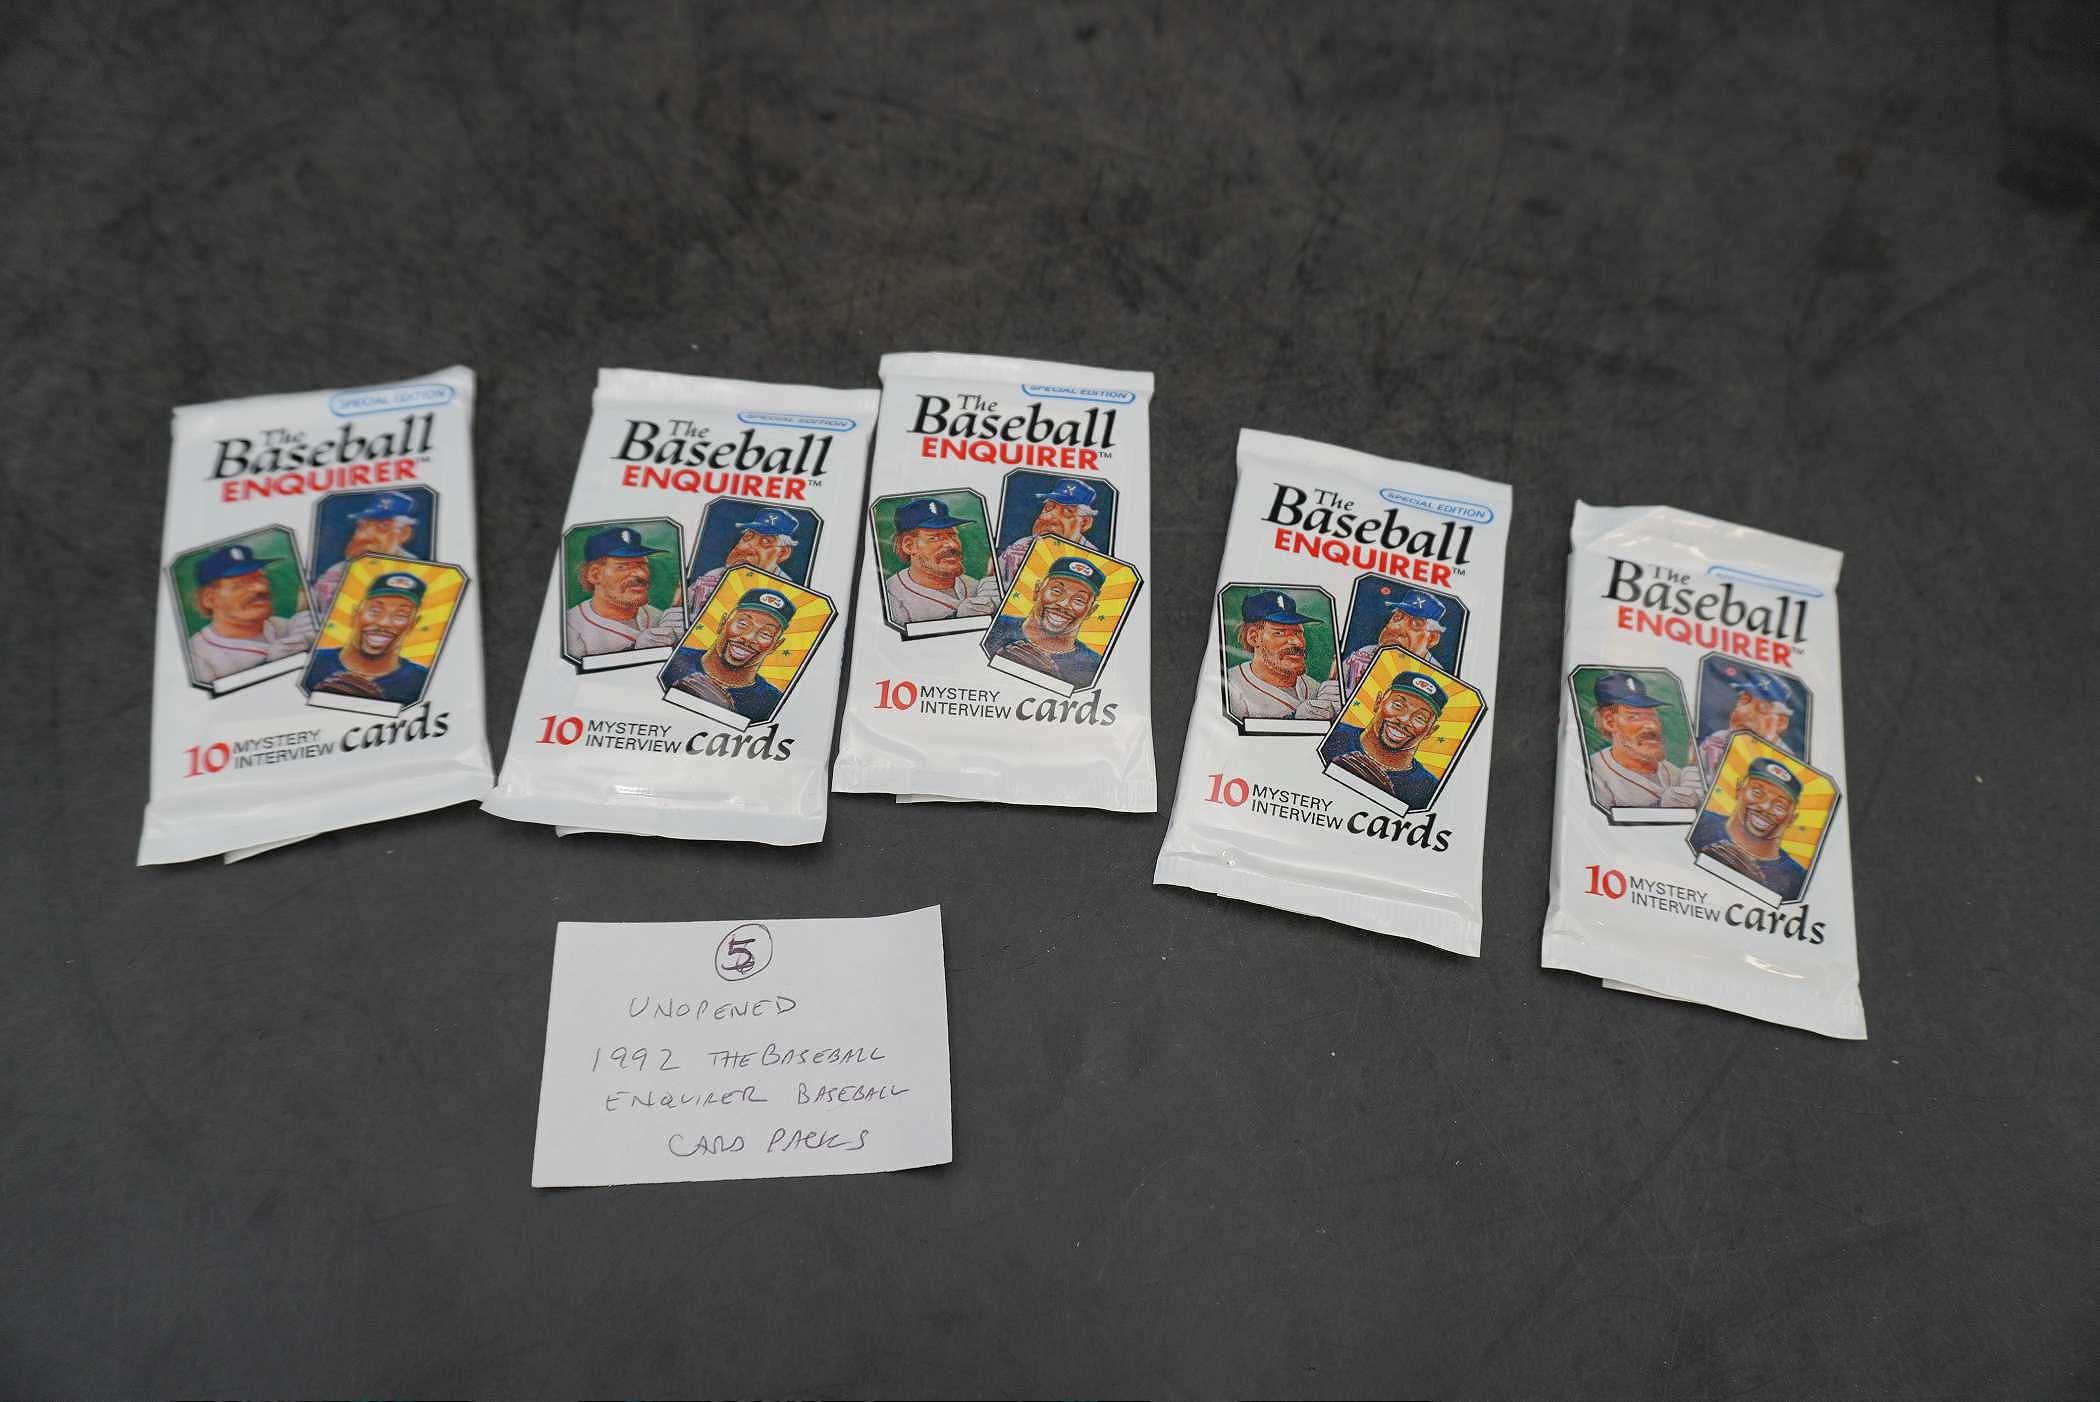 SPECIAL EDITION
The
Baseball
ENQUIRER™
10 MYSTERY
INTERVIEW cards
SPECIAL EDITION
The
Baseball
ENQUIRER™
10 MYSTERY
INTERVIEW cards
SPECIAL EDITION
The
Baseball
ENQUIRER™
10 MYSTERY
INTERVIEW cards
SPECIAL EDITION
The
Baseball
ENQUIRER™
10 MYSTERY
INTERVIEW cards
The
Baseball
ENQUIRER™
10 MYSTERY
INTERVIEW cards
5
UNOPENED
1992 THE BASEBALL
ENQUIRER BASEBALL
CARD PACKS